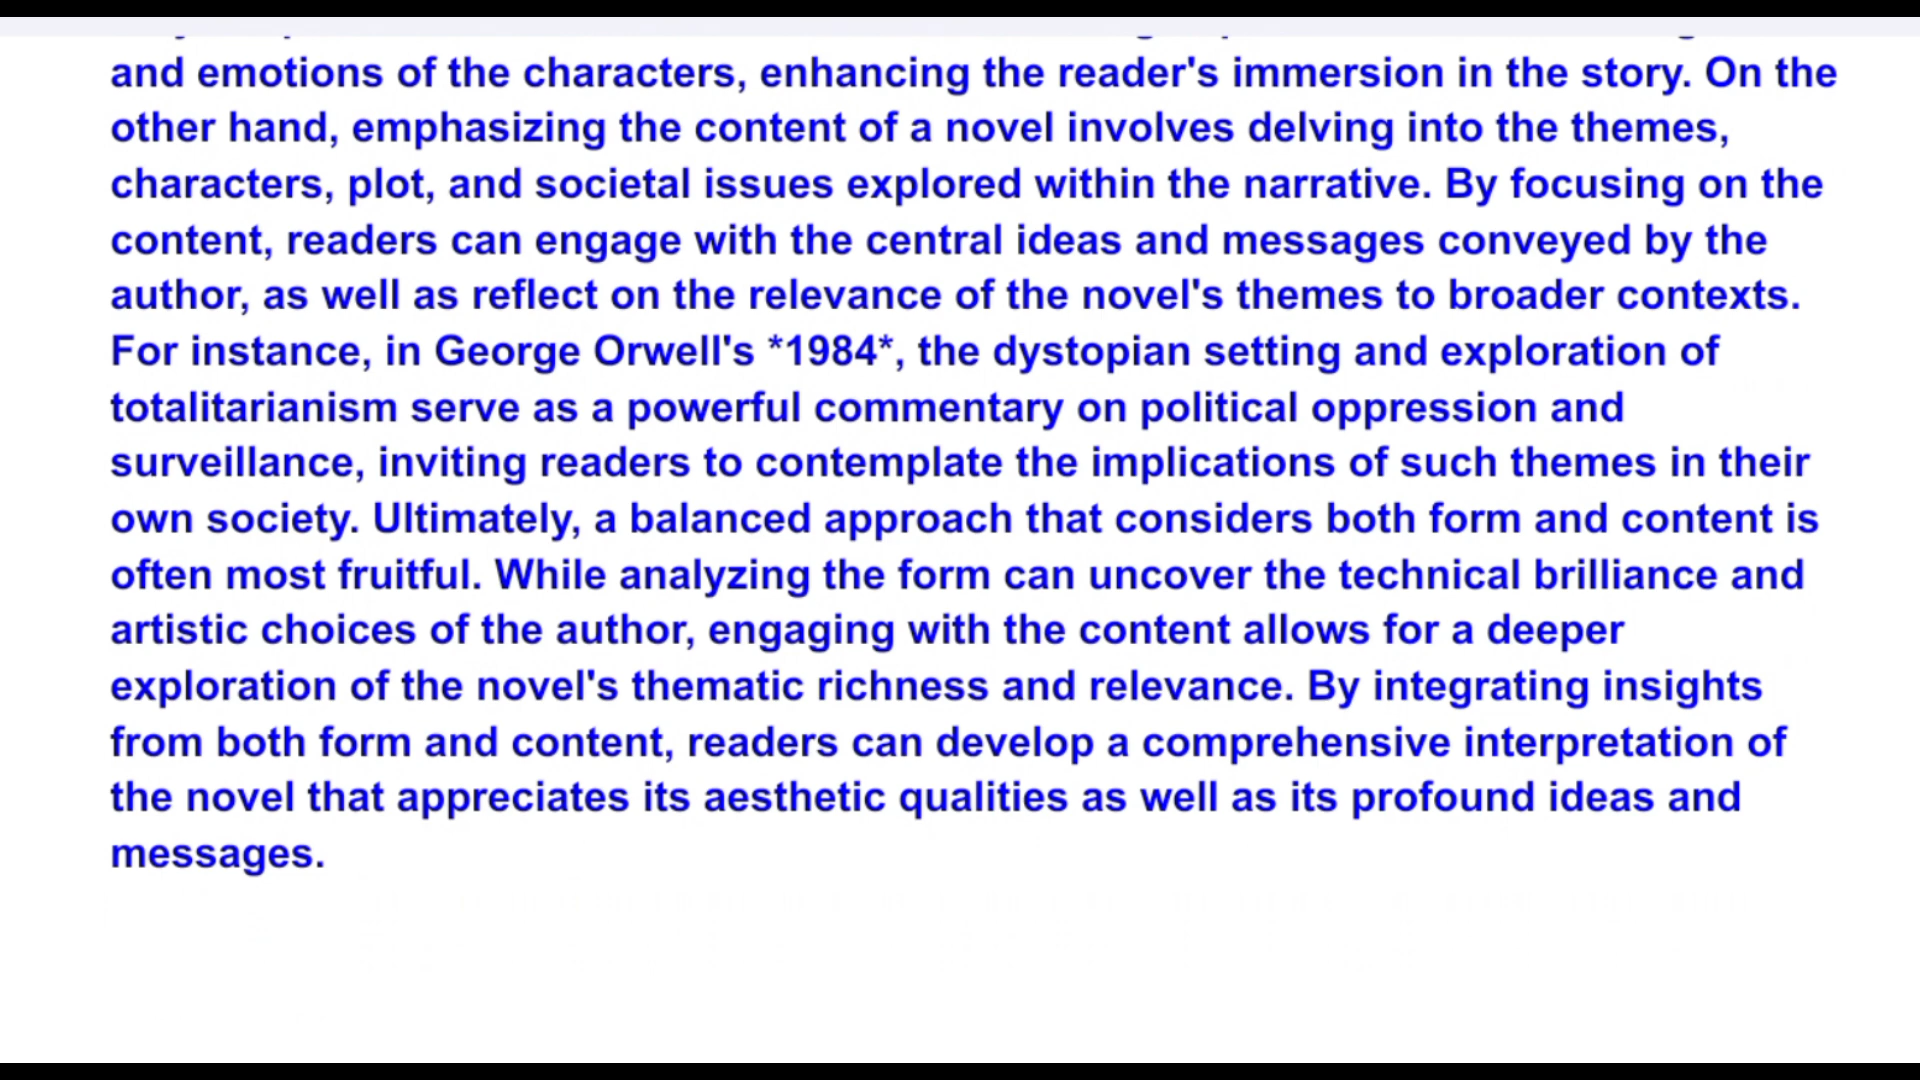 and emotions of the characters, enhancing the reader's immersion in the story. On the
other hand, emphasizing the content of a novel involves delving into the themes,
characters, plot, and societal issues explored within the narrative. By focusing on the
content, readers can engage with the central ideas and messages conveyed by the
author, as well as reflect on the relevance of the novel's themes to broader contexts.
For instance, in George Orwell's *1984*, the dystopian setting and exploration of
totalitarianism serve as a powerful commentary on political oppression and
surveillance, inviting readers to contemplate the implications of such themes in their
own society. Ultimately, a balanced approach that considers both form and content is
often most fruitful. While analyzing the form can uncover the technical brilliance and
artistic choices of the author, engaging with the content allows for a deeper
exploration of the novel's thematic richness and relevance. By integrating insights
from both form and content, readers can develop a comprehensive interpretation of
the novel that appreciates its aesthetic qualities as well as its profound ideas and
messages.